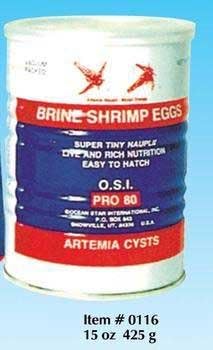 VACUUM
PACKED
BRINE SHRIMP EGGS
SUPER TINY NAUPLII
LIVE AND RICH NUTRITION
EASY TO HATCH
O.S.I.
PRO 80
OCEAN STAR INTERNATIONAL, INC.
P.O. BOX 643
SNOWVILLE, UT. 84336 U.S.A.
ARTEMIA CYSTS
Item # 0116
15 oz 425 g